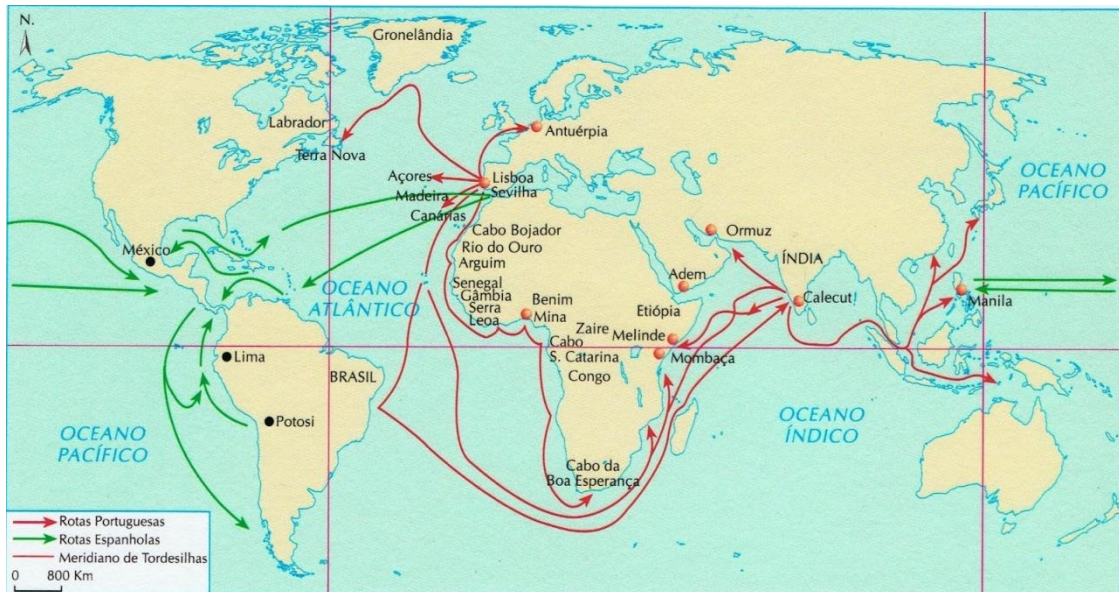 N.
Gronelândia
Labrador
Terra Nova
Antuérpia
Açores
Lisboa
Sevilha
Madeira
Canárias
OCEANO
PACÍFICO
Cabo Bojador
Rio do Ouro
Arguim
México
Ormuz
ÍNDIA
OCEANO
ATLÂNTICO
Senegal
Gâmbia
Serra
Leoa
Benim
Mina
Adem
Etiópia
Calecut
Manila
Zaire
Melinde
Cabo
S. Catarina
Mombaça
Congo
Lima
BRASIL
Potosi
OCEANO
PACÍFICO
OCEANO
ÍNDICO
Cabo da
Boa Esperança
Rotas Portuguesas
Rotas Espanholas
Meridiano de Tordesilhas
0 800 Km